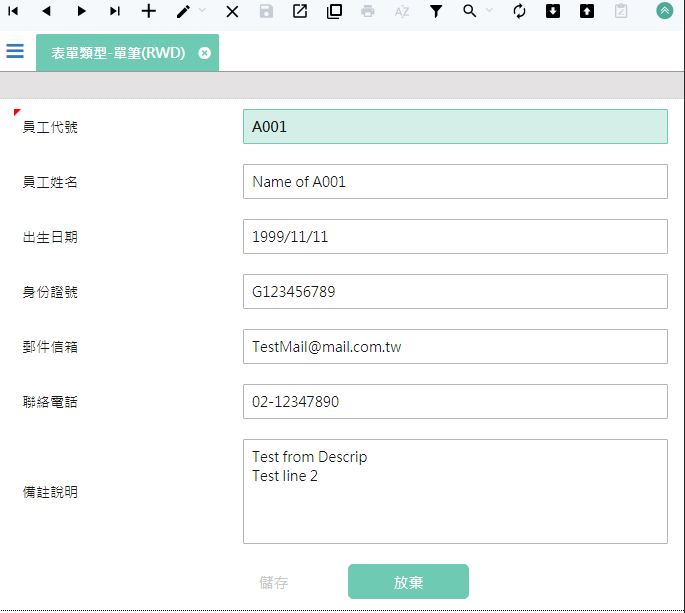 表單類型-單筆(RWD)
員工代號
A001
員工姓名
Name of A001
出生日期
1999/11/11
身份證號
G123456789
郵件信箱
TestMail@mail.com.tw
聯絡電話
02-12347890
備註說明
Test from Descrip
Test line 2
儲存
放棄